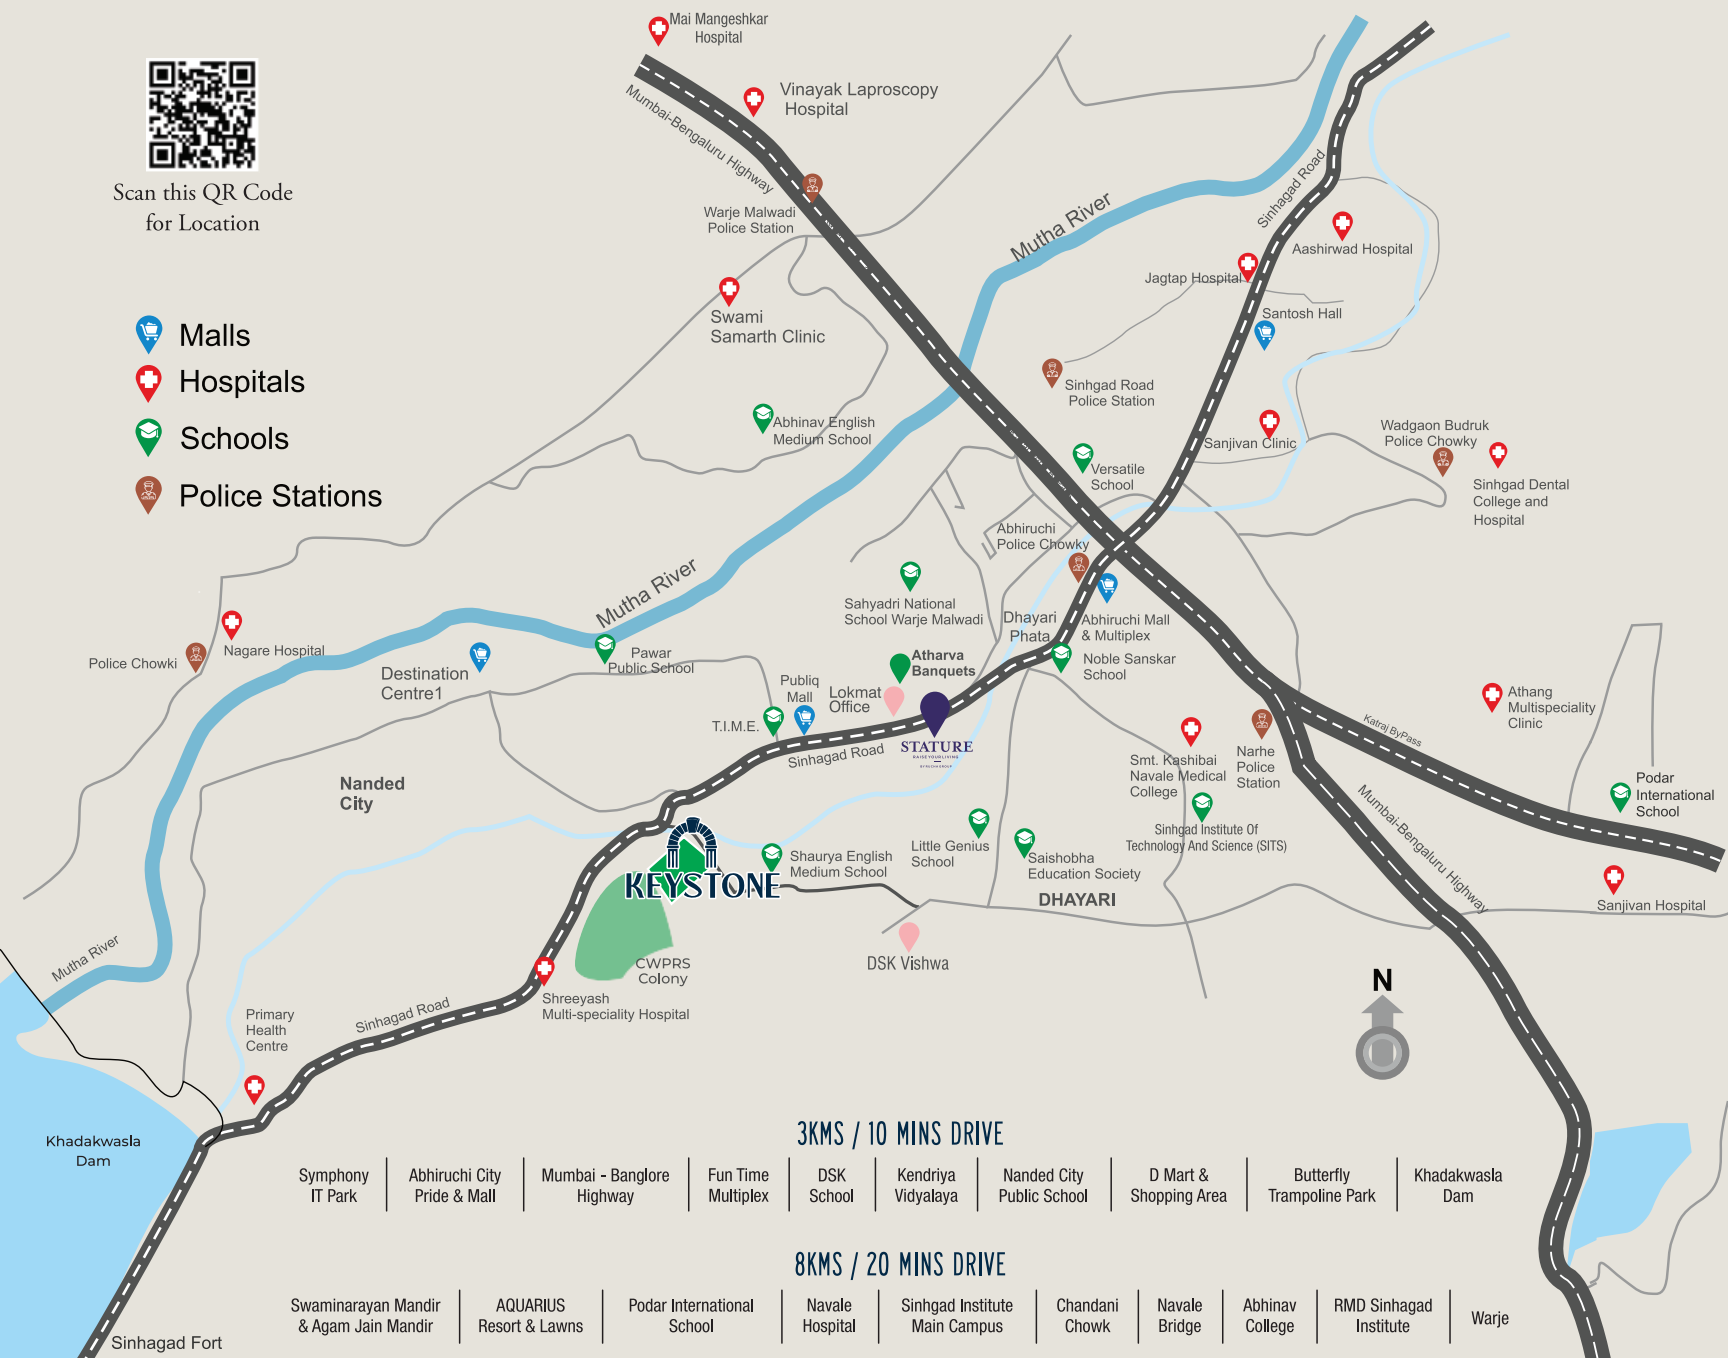 Mai Mangeshkar
Hospital
Vinayak Laproscopy
Hospital
Mumbai-Bengaluru Highway
Scan this QR Code
for Location
Warje Malwadi
Police Station
Mutha River
Sinhagad Road
Aashirwad Hospital
Jagtap Hospital
Santosh Hall
Swami
Samarth Clinic
Malls
Hospitals
Schools
Police Stations
Sinhgad Road
Police Station
Abhinav English
Medium School
Sanjivan Clinic
Wadgaon Budruk
Police Chowky
Versatile
School
Sinhgad Dental
College and
Hospital
Abhiruchi
Police Chowky
Mutha River
Sahyadri National
School Warje Malwadi
Dhayari
Phata
Abhiruchi Mall
& Multiplex
Police Chowki
Nagare Hospital
Destination
Centre1
Pawar
Public School
Atharva
Banquets
Noble Sanskar
School
Publiq
Mall
Lokmat
Office
T.I.M.E.
Sinhagad Road
STATURE
RAISE YOUR LIVING
Athang
Multispeciality
Clinic
Katraj ByPass
Smt. Kashibai
Navale Medical
College
Narhe
Police
Station
Nanded
City
Podar
International
School
Mumbai-Bengaluru Highway
Sinhgad Institute Of
Technology And Science (SITS)
Little Genius
School
Shaurya English
Medium School
Saishobha
Education Society
KEYSTONE
DHAYARI
Sanjivan Hospital
Mutha River
CWPRS
Colony
DSK Vishwa
N
Shreeyash
Multi-speciality Hospital
Sinhagad Road
Primary
Health
Centre
Khadakwasla
Dam
3KMS / 10 MINS DRIVE
Symphony
IT Park
Abhiruchi City
Pride & Mall
Mumbai - Banglore
Highway
Fun Time
Multiplex
DSK
School
Kendriya
Vidyalaya
Nanded City
Public School
D Mart &
Shopping Area
Butterfly
Trampoline Park
Khadakwasla
Dam
8KMS / 20 MINS DRIVE
Swaminarayan Mandir
& Agam Jain Mandir
AQUARIUS
Resort & Lawns
Podar International
School
Navale
Hospital
Sinhgad Institute
Main Campus
Chandani
Chowk
Navale
Bridge
Abhinav
College
RMD Sinhagad
Institute
Warje
Sinhagad Fort